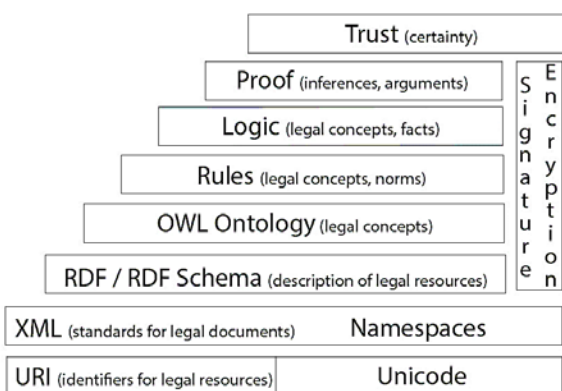 Trust (certainty)
Proof (inferences, arguments)
Logic (legal concepts, facts)
Rules (legal concepts, norms)
OWL Ontology (legal concepts)
RDF / RDF Schema (description of legal resources)
Signature
Encryption
XML (standards for legal documents) Namespaces
URI (identifiers for legal resources) Unicode